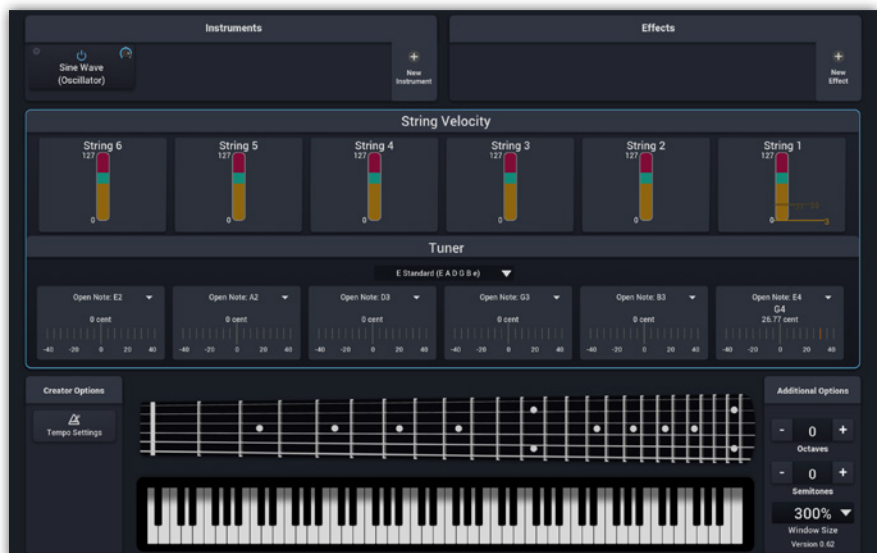 Instruments
Effects
Sine Wave
(Oscillator)
New
Instrument
New
Effect
String Velocity
String 6
127
0
String 5
127
0
String 4
127
0
String 3
127
0
String 2
127
0
String 1
127
0
3
Tuner
E Standard (E A D G B e)
Open Note: E2
0 cent
-40 -20 0 20 40
Open Note: A2
0 cent
-40 -20 0 20 40
Open Note: D3
0 cent
-40 -20 0 20 40
Open Note: G3
0 cent
-40 -20 0 20 40
Open Note: B3
0 cent
-40 -20 0 20 40
Open Note: E4
G4
26.77 cent
-40 -20 0 20 40
Creator Options
Tempo Settings
Additional Options
- 0 +
Octaves
- 0 +
Semitones
300%
Window Size
Version 0.62